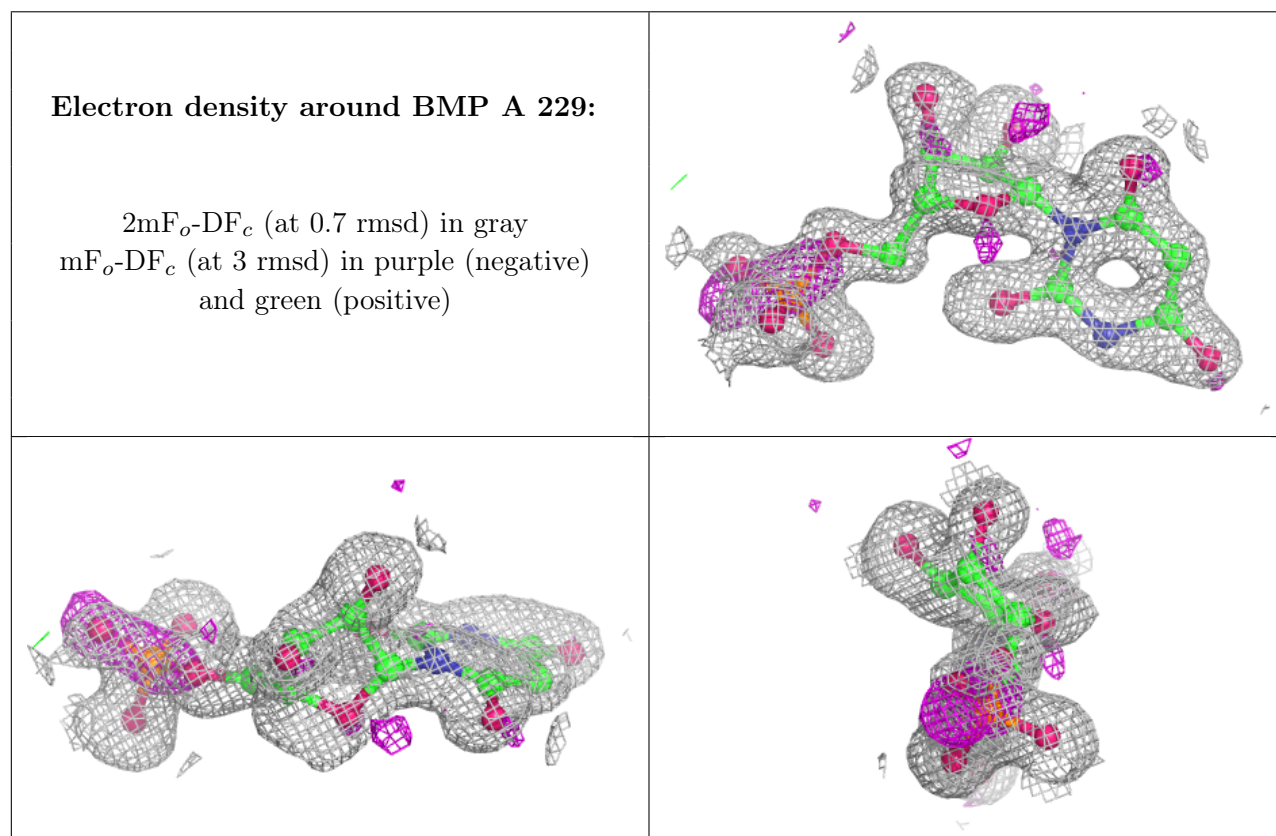 Electron density around BMP A 229:
2mFₒ-DF𝒸 (at 0.7 rmsd) in gray
mFₒ-DF𝒸 (at 3 rmsd) in purple (negative)
and green (positive)